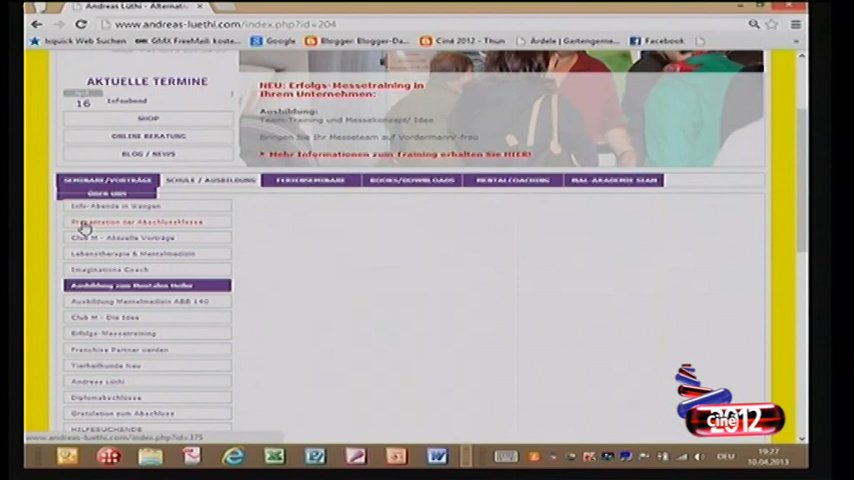 Andreas Lüthi - Alternati
www.andreas-luethi.com/index.php?id=204
Ixquick Web Suchen
GMX FreeMail: koste...
Google
Blogger: Blogger-Da...
Ciné 2012 - Thun
Ärdele | Gartengeme...
Facebook
AKTUELLE TERMINE
April
16
Infoabend
SHOP
ONLINE BERATUNG
BLOG / NEWS
NEU: Erfolgs-Messetraining in
Ihrem Unternehmen:
Ausbildung:
Team-Training und Messekonzept/ Idee
Bringen Sie Ihr Messeteam auf Vordermann/-frau
Mehr Informationen zum Training erhalten Sie HIER!
SEMINARE/VORTRÄGE
SCHULE / AUSBILDUNG
FERIENSEMINARE
BOOKS/DOWNLOADS
MENTALCOACHING
ÜBER UNS
Info-Abende in Wangen
Präsentation der Abschlussklasse
Club M - Aktuelle Vorträge
Lebenstherapie & Mentalmedizin
Imaginations Coach
Ausbildung zum Mentalen Heiler
Ausbildung Mentalmedizin ABB 140
Club M - Die Idee
Erfolgs-Messetraining
Franchise Partner werden
Tierheilkunde Neu
Andreas Lüthi
Diplomabschlüsse
Gratulation zum Abschluss
HILFESUCHENDE
www.andreas-luethi.com/index.php?id=375
Ciné
2012
DEU
19:27
10.04.2013